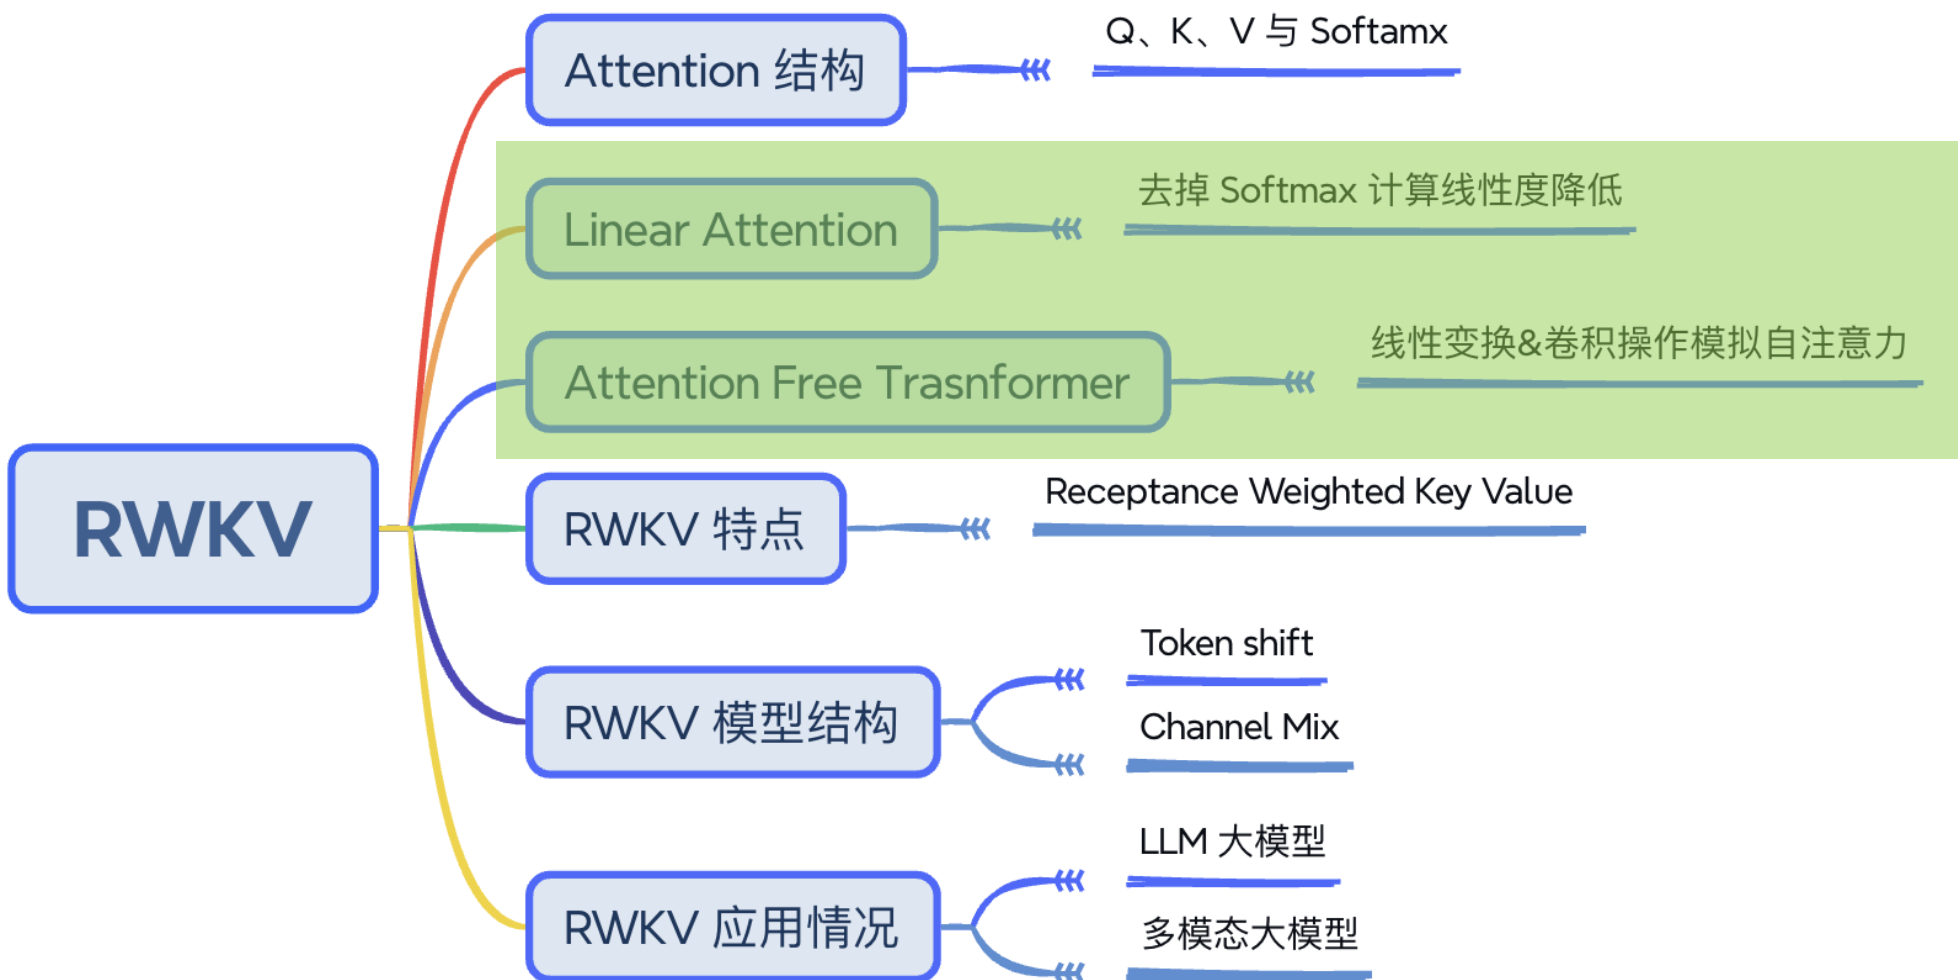 Attention 结构
Q、K、V 与 Softamx
Linear Attention
去掉 Softmax 计算线性度降低
Attention Free Trasnformer
线性变换&卷积操作模拟自注意力
RWKV
RWKV 特点
Receptance Weighted Key Value
RWKV 模型结构
Token shift
Channel Mix
RWKV 应用情况
LLM 大模型
多模态大模型